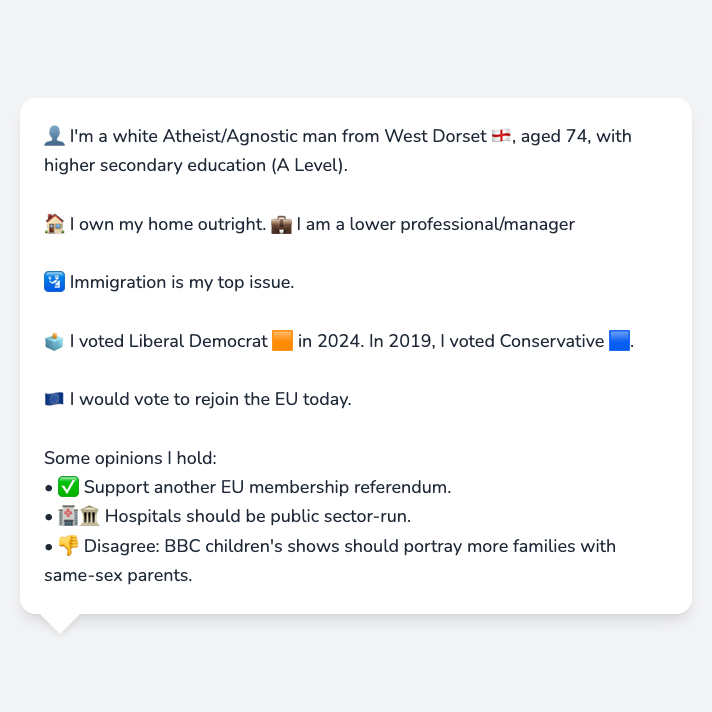 👤 I'm a white Atheist/Agnostic man from West Dorset 🏴󠁧󠁢󠁥󠁮󠁧󠁿, aged 74, with
higher secondary education (A Level).
🏠 I own my home outright. 💼 I am a lower professional/manager
🛂 Immigration is my top issue.
🗳️ I voted Liberal Democrat 🟧 in 2024. In 2019, I voted Conservative 🟦.
🇪🇺 I would vote to rejoin the EU today.
Some opinions I hold:
• ✅ Support another EU membership referendum.
• 🏥🏛️ Hospitals should be public sector-run.
• 👎 Disagree: BBC children's shows should portray more families with
same-sex parents.